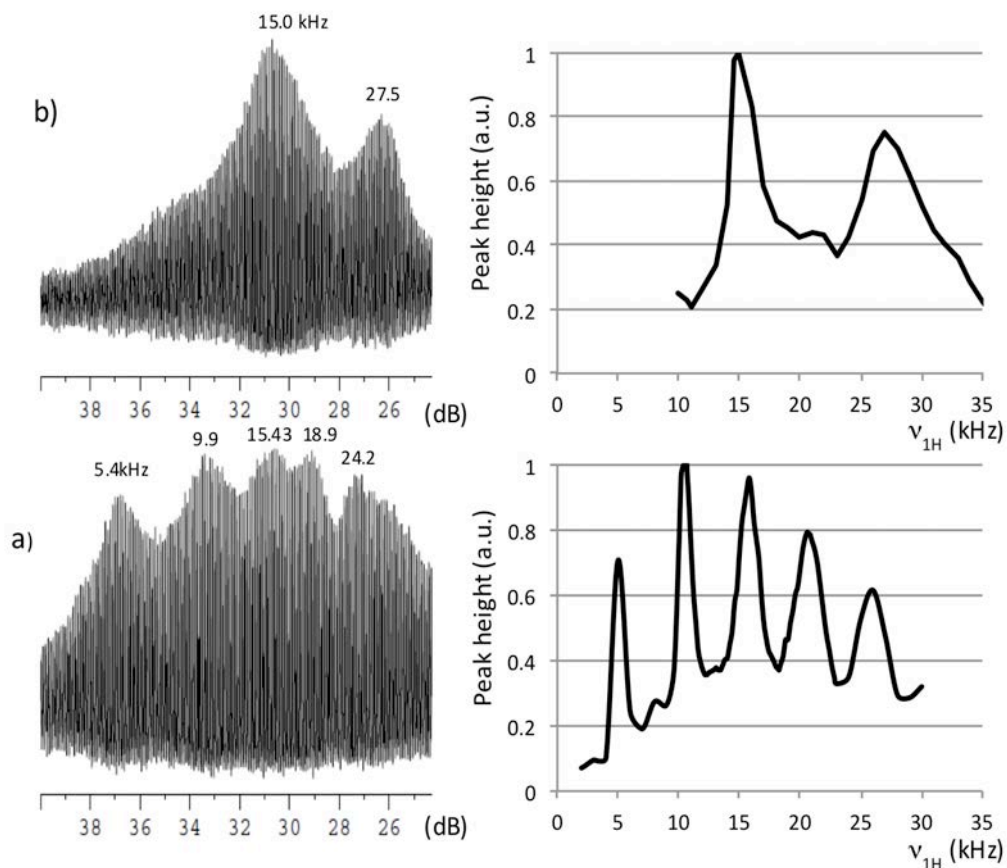 15.0 kHz
27.5
b)
38 36 34 32 30 28 26 (dB)
Peak height (a.u.)
1
0.8
0.6
0.4
0.2
0
0 5 10 15 20 25 30 35
ν1H (kHz)
5.4kHz
9.9
15.43
18.9
24.2
a)
38 36 34 32 30 28 26 (dB)
Peak height (a.u.)
1
0.8
0.6
0.4
0.2
0
0 5 10 15 20 25 30 35
ν1H (kHz)